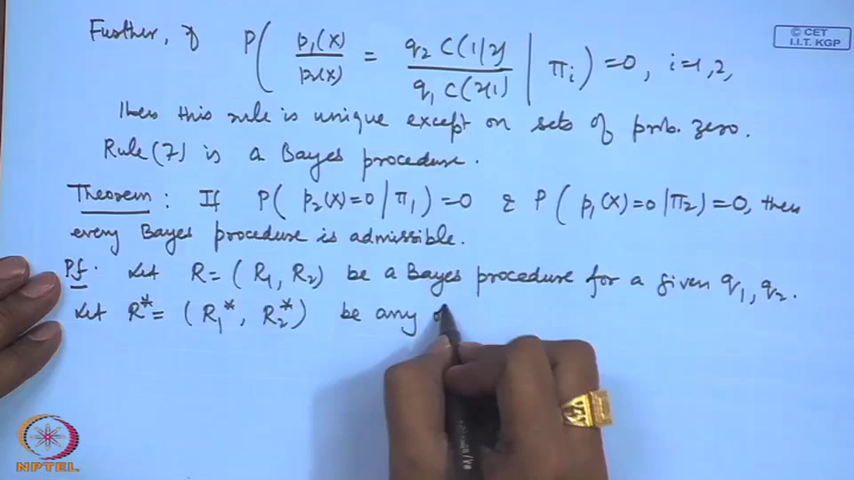 © CET
I.I.T. KGP
Further, if P( p₁(x)/p₂(x) = q₂ C(1|2)/q₁ C(2|1) | πᵢ ) = 0, i=1,2,
then this rule is unique except on sets of prob. zero.
Rule (7) is a Bayes procedure.
Theorem : If P( p₂(x)=0 | π₁) =0 & P( p₁(x)=0 | π₂) =0, then
every Bayes procedure is admissible.
Pf. Let R = (R₁, R₂) be a Bayes procedure for a given q₁, q₂.
Let R* = (R₁*, R₂*) be any
NPTEL